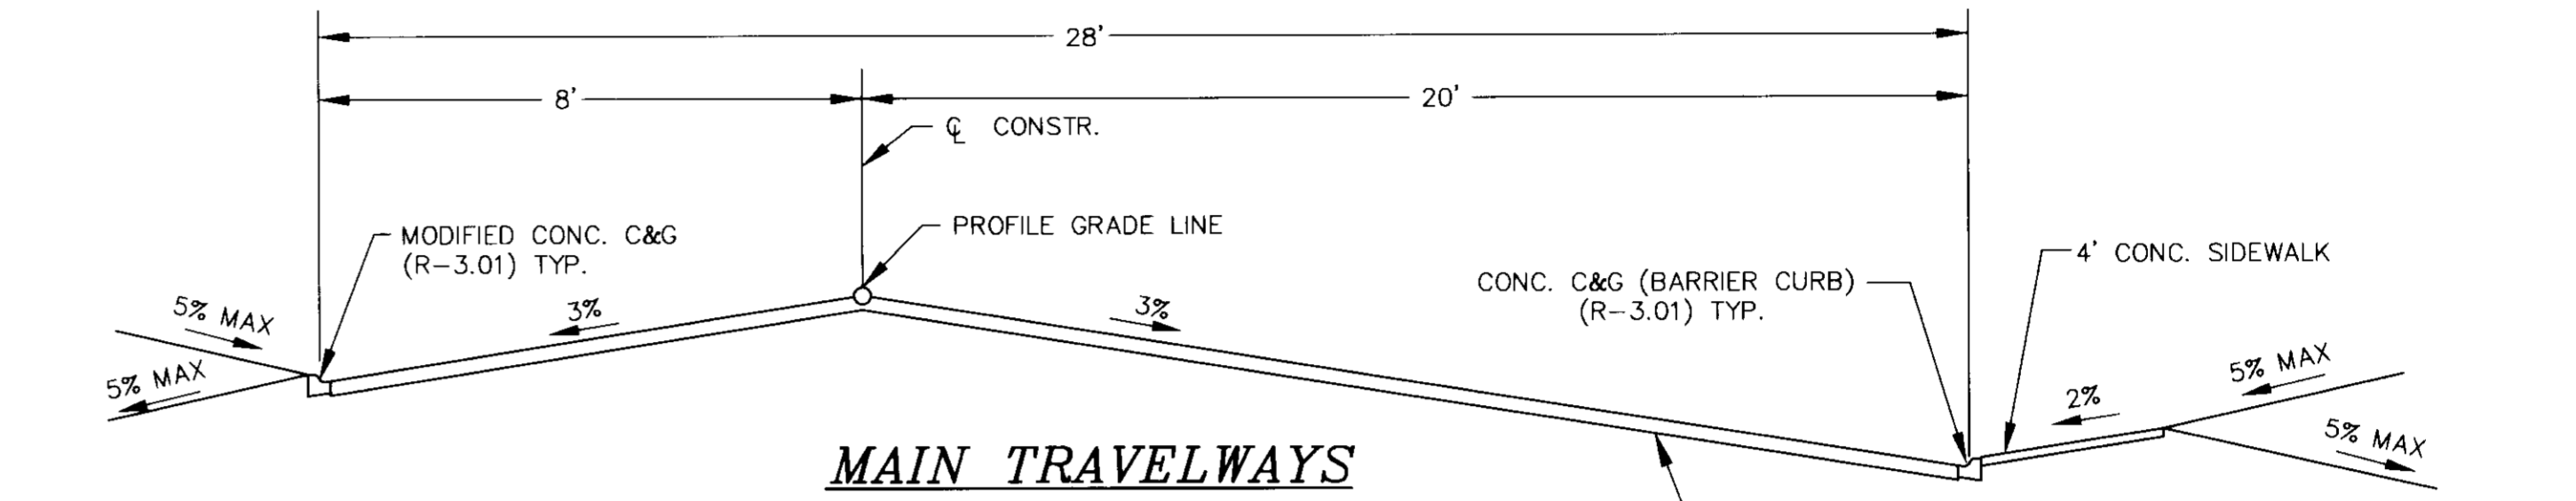 28'
8'
20'
℄ CONSTR.
PROFILE GRADE LINE
MODIFIED CONC. C&G
(R-3.01) TYP.
4' CONC. SIDEWALK
CONC. C&G (BARRIER CURB)
(R-3.01) TYP.
5% MAX
3%
3%
5% MAX
5% MAX
2%
5% MAX
MAIN TRAVELWAYS